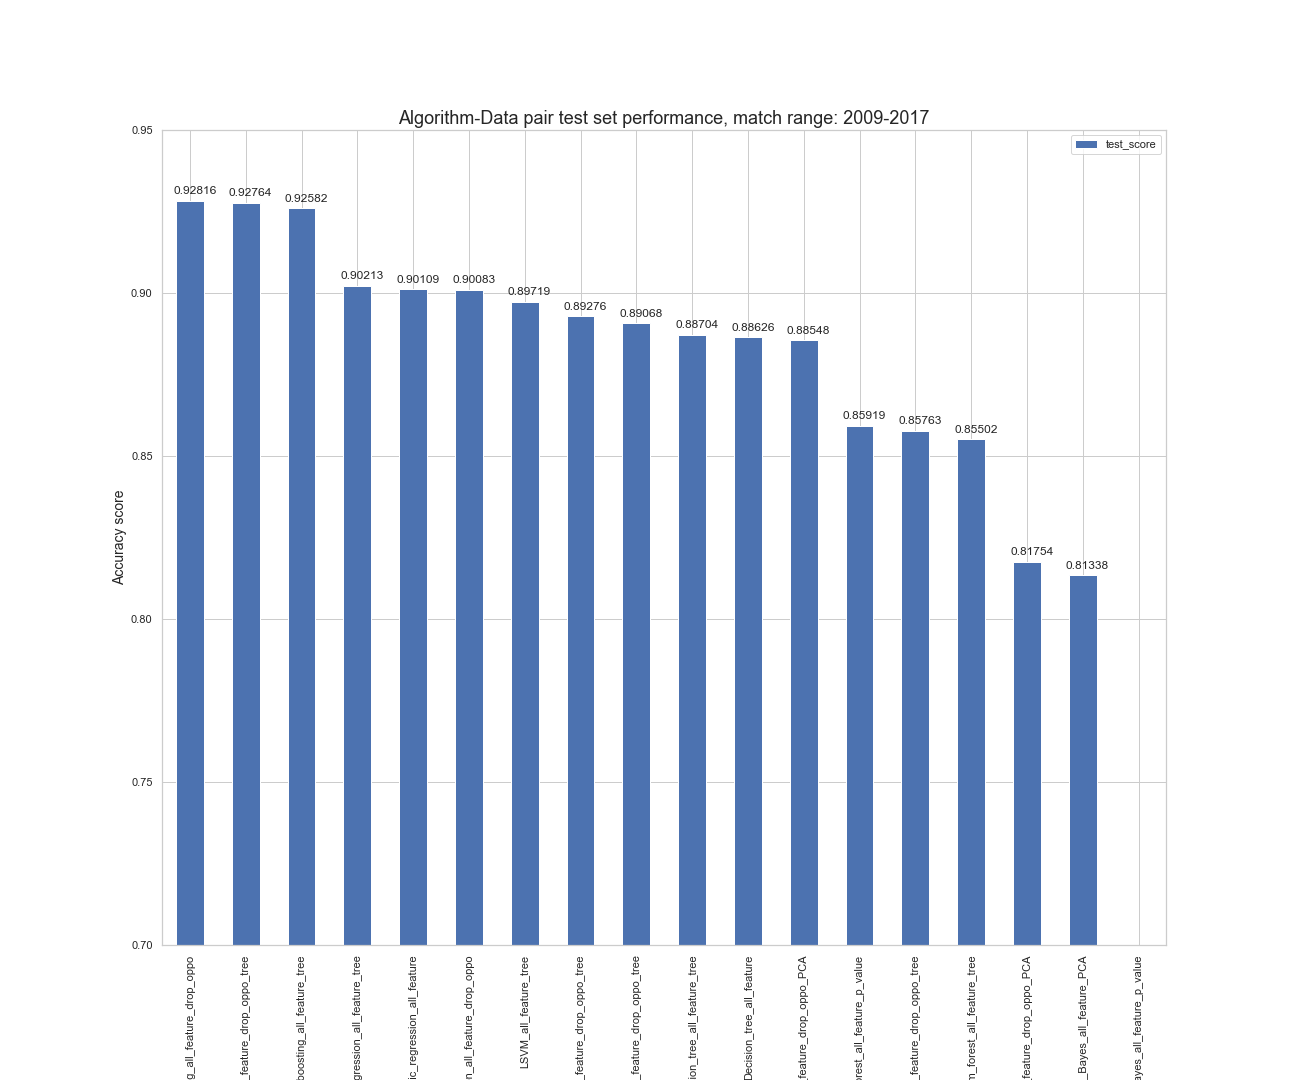 Algorithm-Data pair test set performance, match range: 2009-2017
test_score
Accuracy score
0.95
0.90
0.85
0.80
0.75
0.70
0.92816
0.92764
0.92582
0.90213
0.90109
0.90083
0.89719
0.89276
0.89068
0.88704
0.88626
0.88548
0.85919
0.85763
0.85502
0.81754
0.81338
g_all_feature_drop_oppo
_feature_drop_oppo_tree
boosting_all_feature_tree
gression_all_feature_tree
ic_regression_all_feature
n_all_feature_drop_oppo
LSVM_all_feature_tree
_feature_drop_oppo_tree
_feature_drop_oppo_tree
ion_tree_all_feature_tree
Decision_tree_all_feature
feature_drop_oppo_PCA
orest_all_feature_p_value
_feature_drop_oppo_tree
m_forest_all_feature_tree
feature_drop_oppo_PCA
_Bayes_all_feature_PCA
ayes_all_feature_p_value